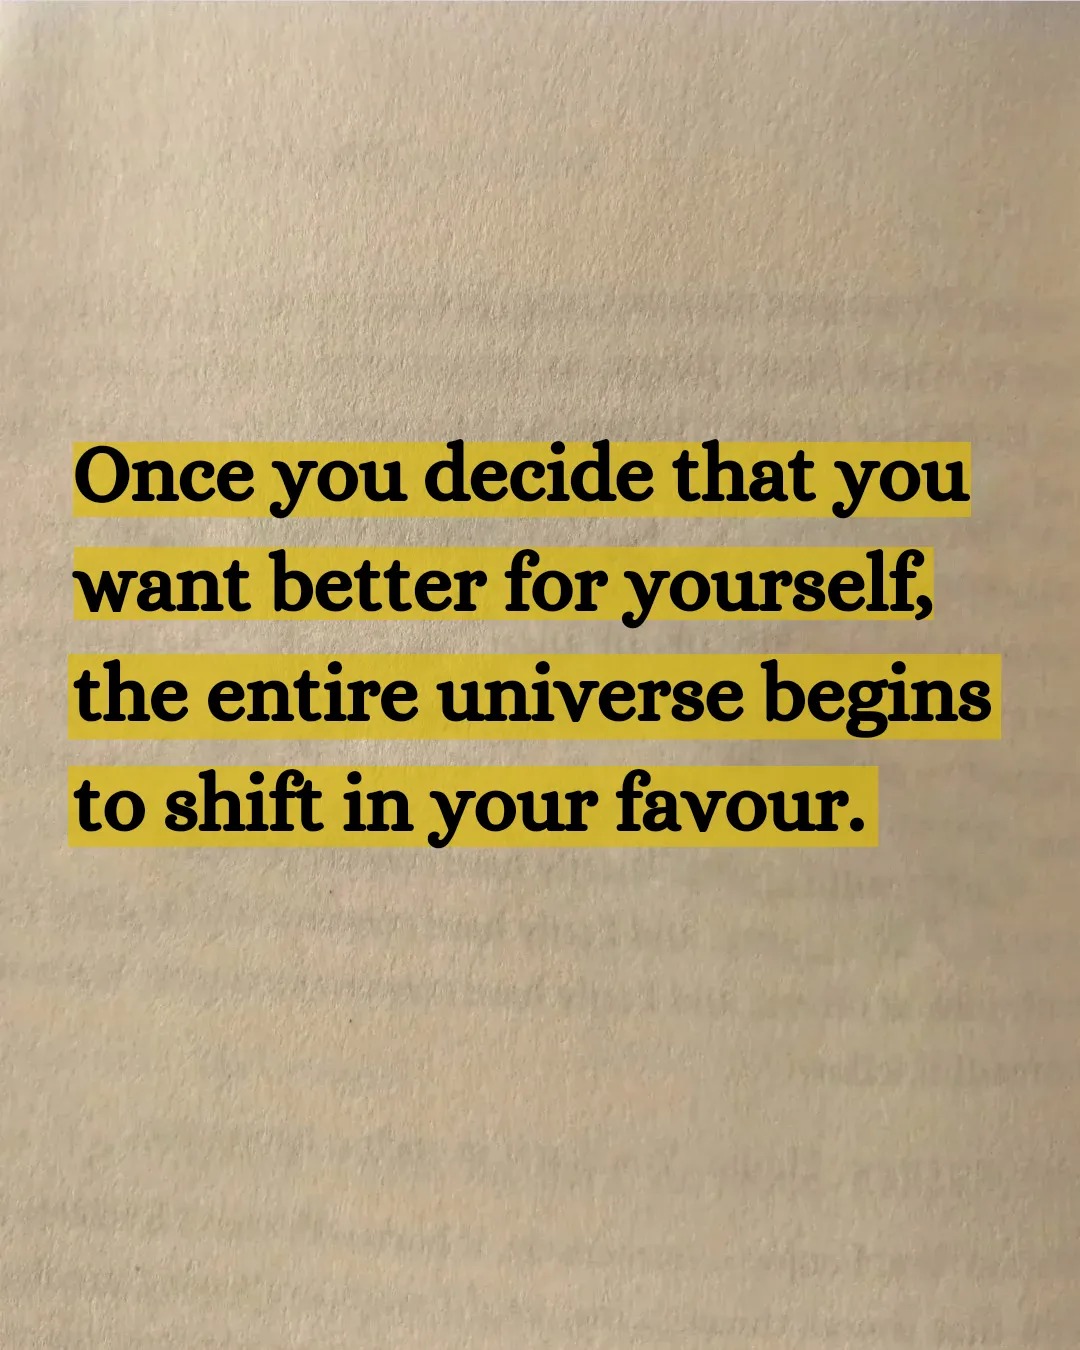 Once you decide that you
want better for yourself,
the entire universe begins
to shift in your favour.